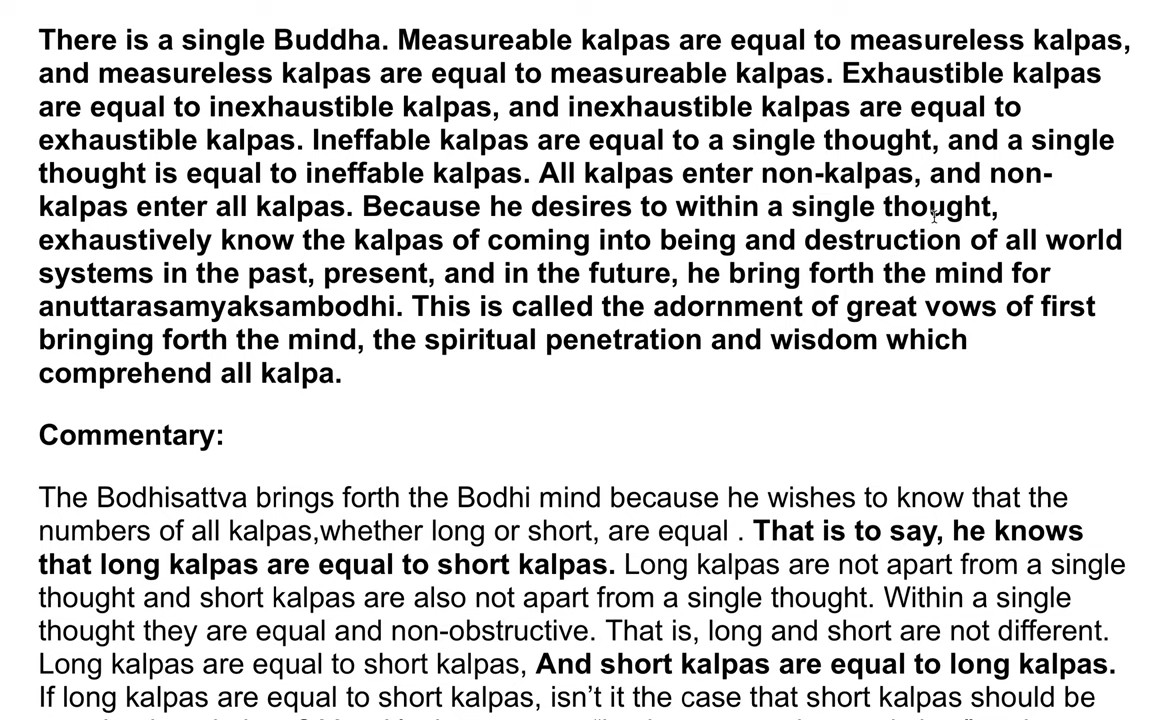 There is a single Buddha. Measureable kalpas are equal to measureless kalpas,
and measureless kalpas are equal to measureable kalpas. Exhaustible kalpas
are equal to inexhaustible kalpas, and inexhaustible kalpas are equal to
exhaustible kalpas. Ineffable kalpas are equal to a single thought, and a single
thought is equal to ineffable kalpas. All kalpas enter non-kalpas, and non-
kalpas enter all kalpas. Because he desires to within a single thought,
exhaustively know the kalpas of coming into being and destruction of all world
systems in the past, present, and in the future, he bring forth the mind for
anuttarasamyaksambodhi. This is called the adornment of great vows of first
bringing forth the mind, the spiritual penetration and wisdom which
comprehend all kalpa.
Commentary:
The Bodhisattva brings forth the Bodhi mind because he wishes to know that the
numbers of all kalpas,whether long or short, are equal . That is to say, he knows
that long kalpas are equal to short kalpas. Long kalpas are not apart from a single
thought and short kalpas are also not apart from a single thought. Within a single
thought they are equal and non-obstructive. That is, long and short are not different.
Long kalpas are equal to short kalpas, And short kalpas are equal to long kalpas.
If long kalpas are equal to short kalpas, isn't it the case that short kalpas should be